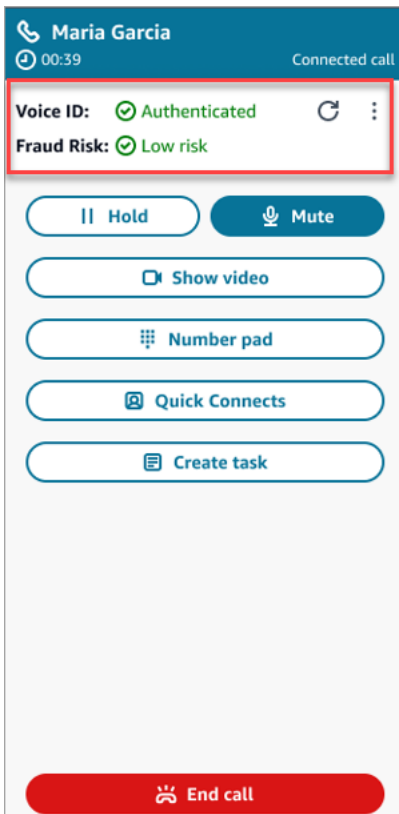 Maria Garcia
00:39 Connected call
Voice ID: Authenticated
Fraud Risk: Low risk
Hold Mute
Show video
Number pad
Quick Connects
Create task
End call